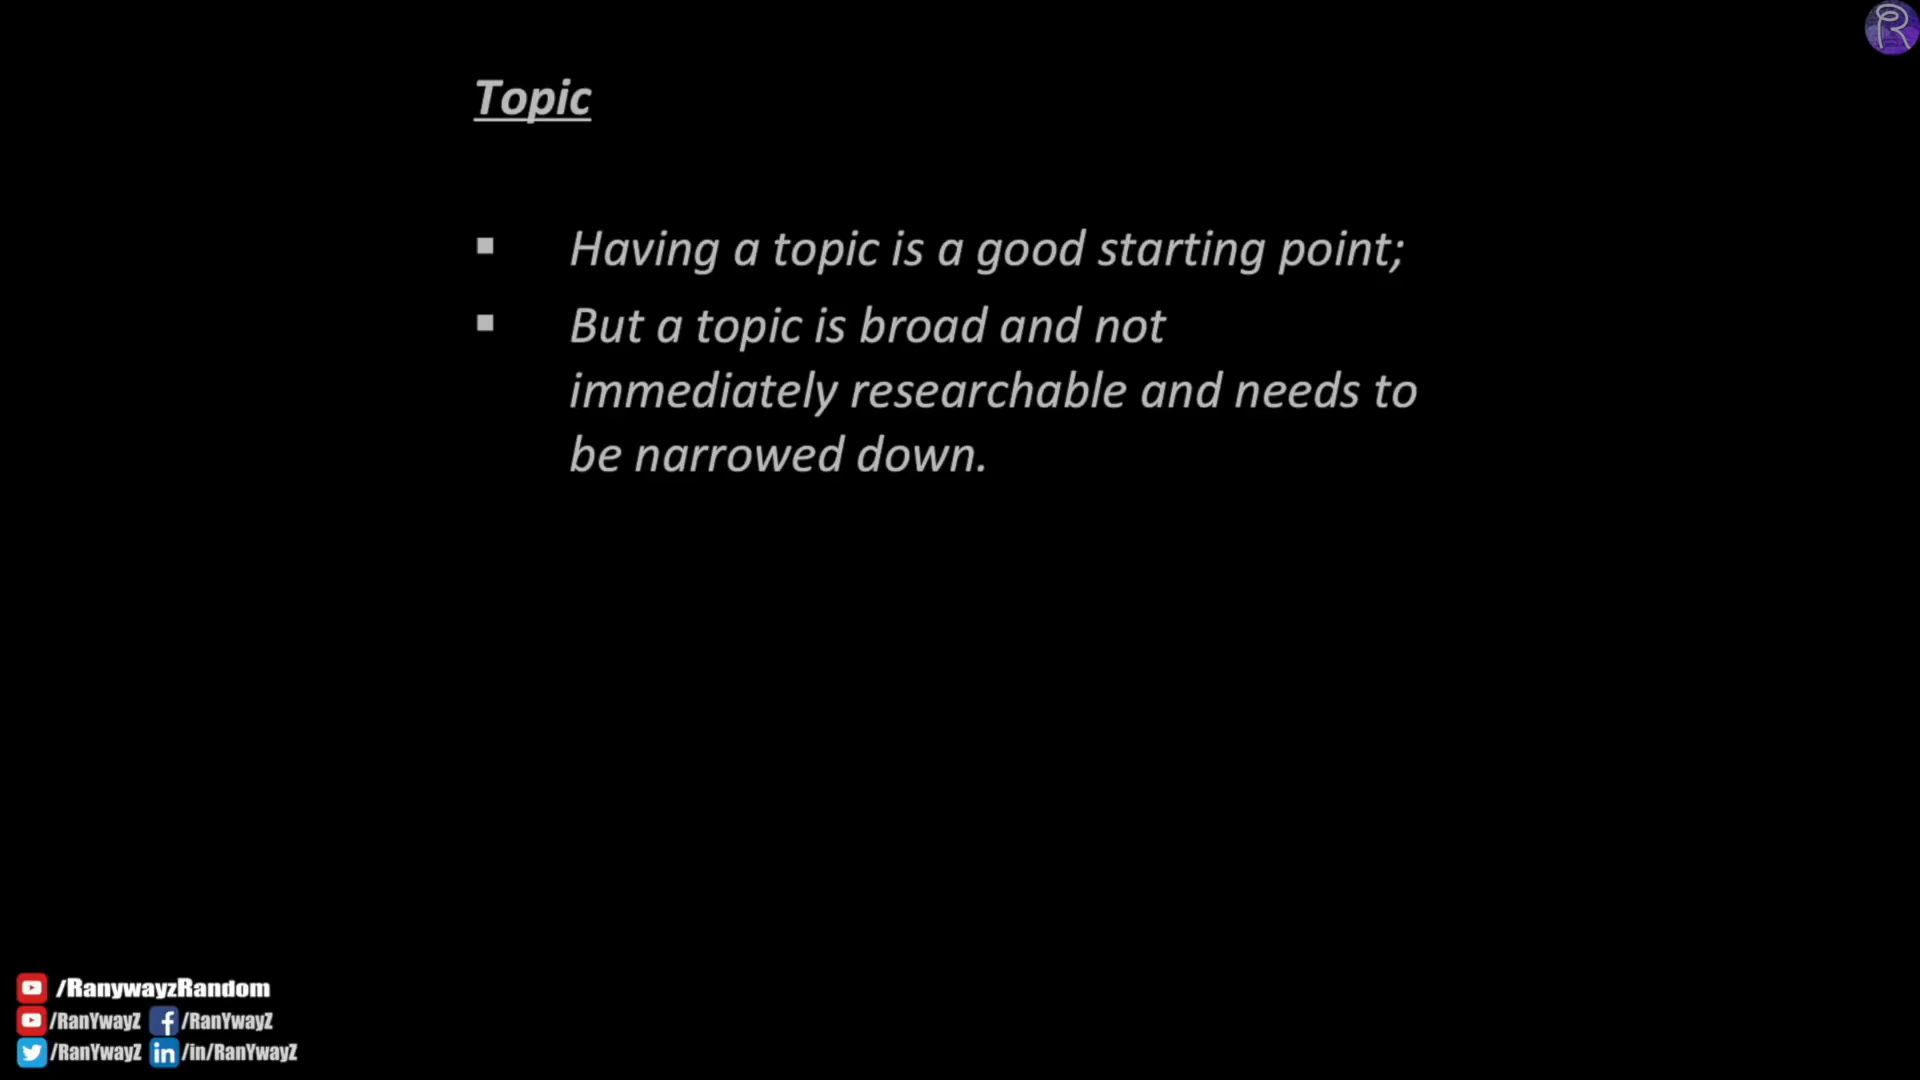 Topic
▪ Having a topic is a good starting point;
▪ But a topic is broad and not
immediately researchable and needs to
be narrowed down.
/RanywayzRandom
/RanYwayZ /RanYwayZ
/RanYwayZ /in/RanYwayZ